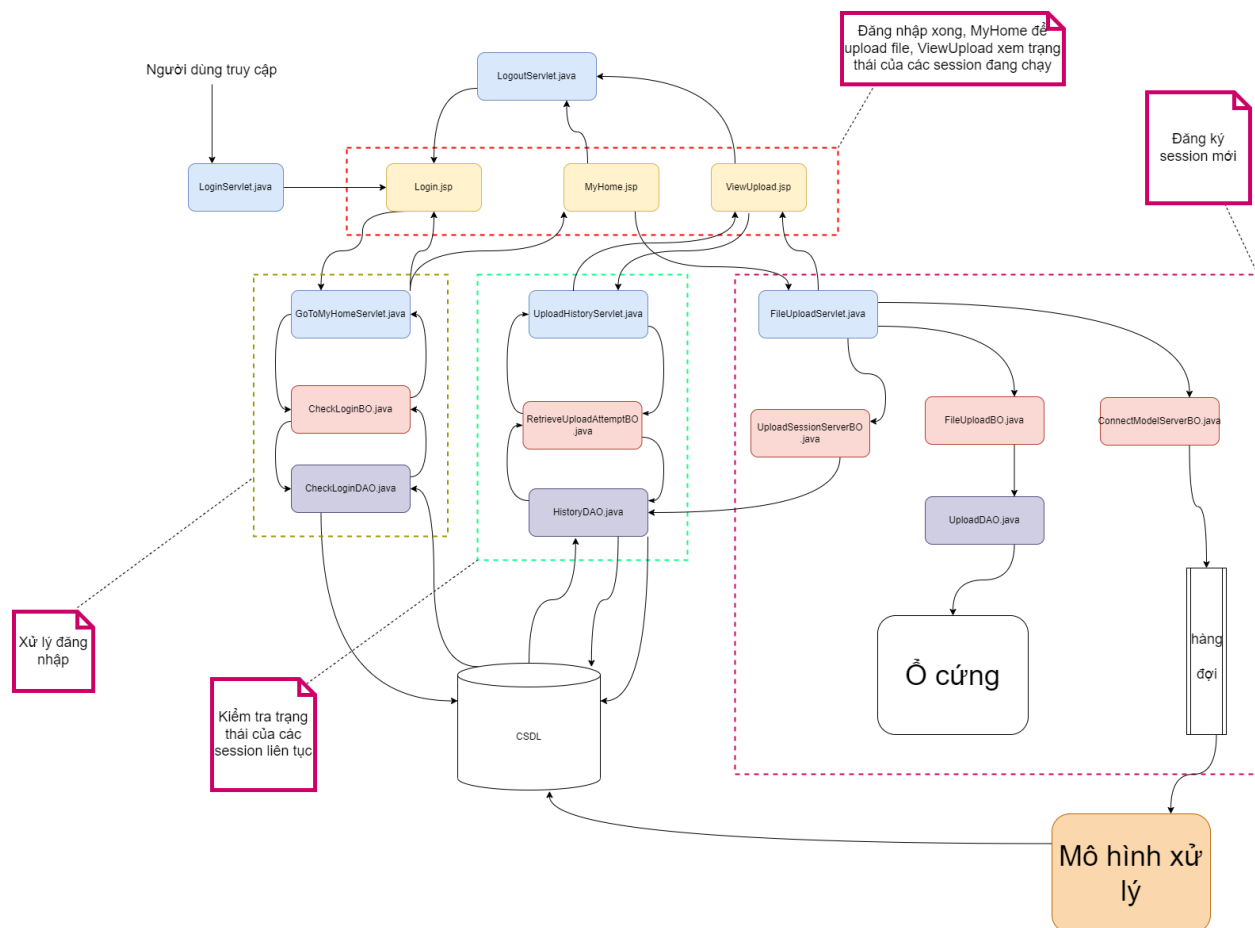 Đăng nhập xong, MyHome để
upload file, ViewUpload xem trạng
thái của các session đang chạy
Người dùng truy cập
LogoutServlet.java
Đăng ký
session mới
LoginServlet.java
Login.jsp
MyHome.jsp
ViewUpload.jsp
GoToMyHomeServlet.java
UploadHistoryServlet.java
FileUploadServlet.java
CheckLoginBO.java
RetrieveUploadAttemptBO
.java
UploadSessionServerBO
.java
FileUploadBO.java
ConnectModelServerBO.java
CheckLoginDAO.java
HistoryDAO.java
UploadDAO.java
Xử lý đăng
nhập
Ổ cứng
hàng
đợi
Kiểm tra trạng
thái của các
session liên tục
CSDL
Mô hình xử
lý